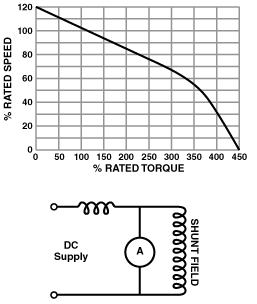 120
100
80
60
40
20
0
% RATED SPEED
0 50 100 150 200 250 300 350 400 450
% RATED TORQUE
DC
Supply
A
SHUNT FIELD